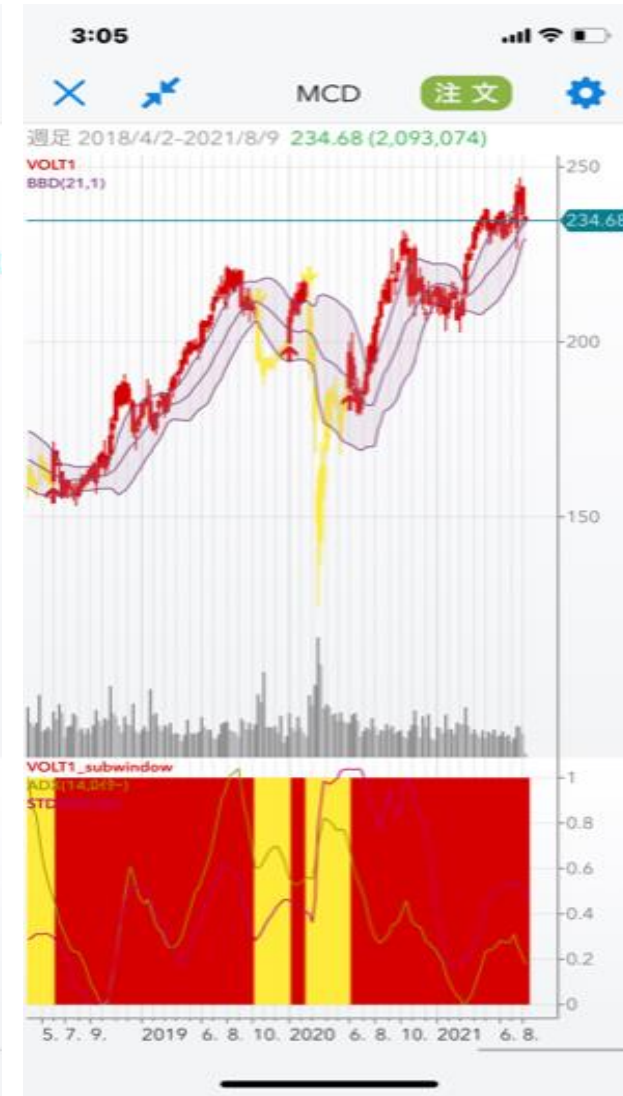 3:05
MCD
注文
週足 2018/4/2-2021/8/9 234.68 (2,093,074)
VOLT1
BBD(21,1)
250
234.68
200
150
VOLT1_subwindow
1
0.8
0.6
0.4
0.2
0
5. 7. 9. 2019 6. 8. 10. 2020 6. 8. 10. 2021 6. 8.